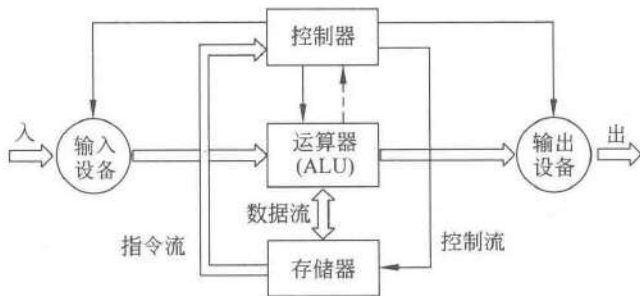 控制器
入
输入
设备
运算器
(ALU)
输出
设备
出
数据流
指令流
控制流
存储器